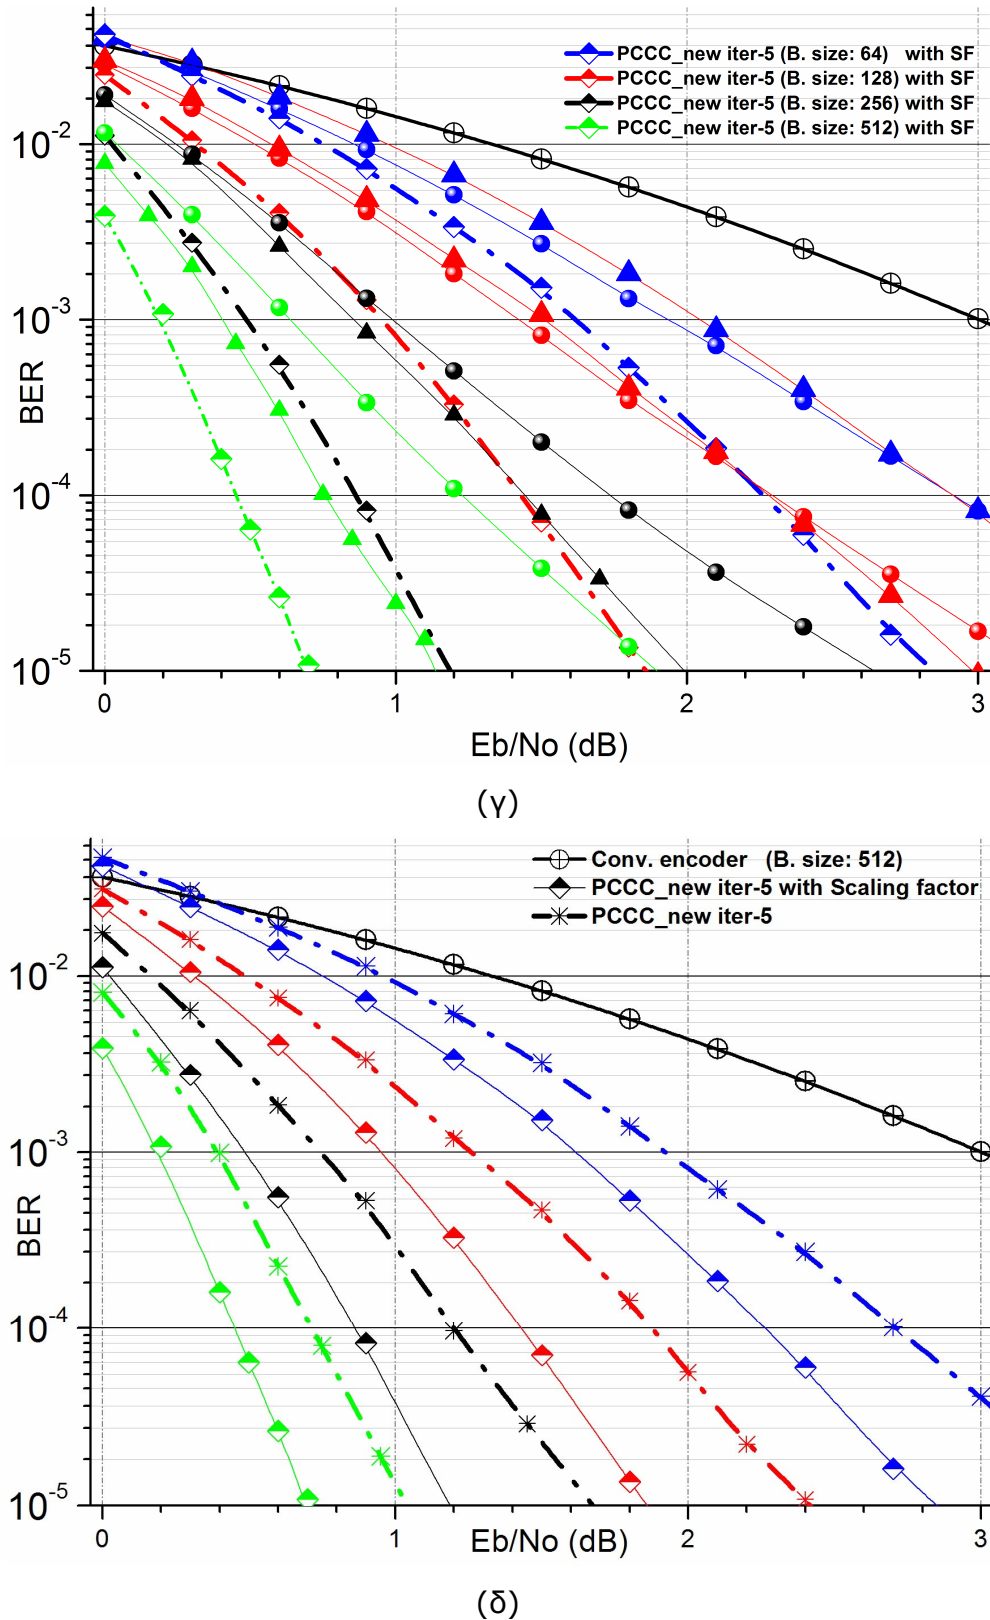 PCCC_new iter-5 (B. size: 64) with SF
PCCC_new iter-5 (B. size: 128) with SF
PCCC_new iter-5 (B. size: 256) with SF
PCCC_new iter-5 (B. size: 512) with SF
10-2
10-3
10-4
10-5
BER
0 1 2 3
Eb/No (dB)
(γ)
Conv. encoder (B. size: 512)
PCCC_new iter-5 with Scaling factor
PCCC_new iter-5
10-2
10-3
10-4
10-5
BER
0 1 2 3
Eb/No (dB)
(δ)